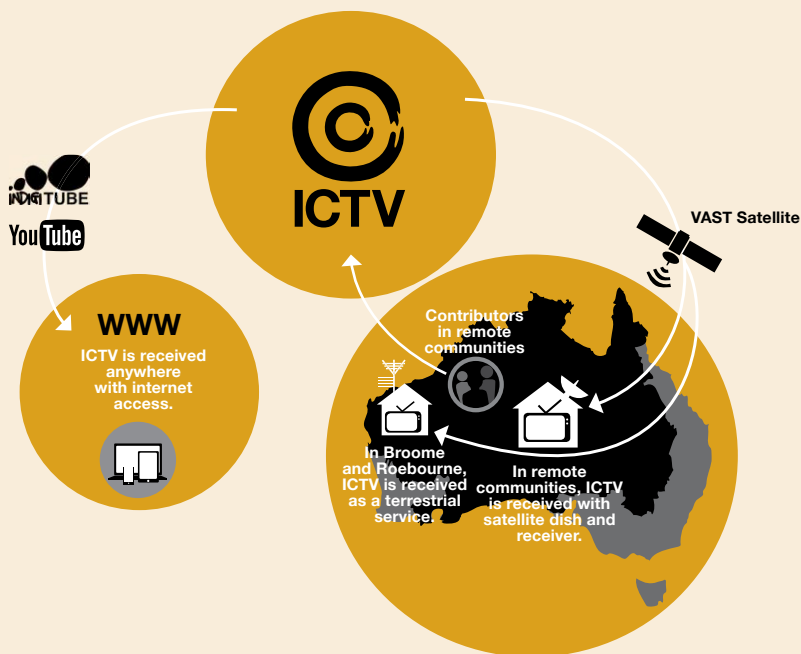 ICTV
INDIGITUBE
YouTube
VAST Satellite
WWW
ICTV is received
anywhere
with internet
access.
Contributors
in remote
communities
In Broome
and Roebourne,
ICTV is received
as a terrestrial
service.
In remote
communities, ICTV
is received with
satellite dish and
receiver.